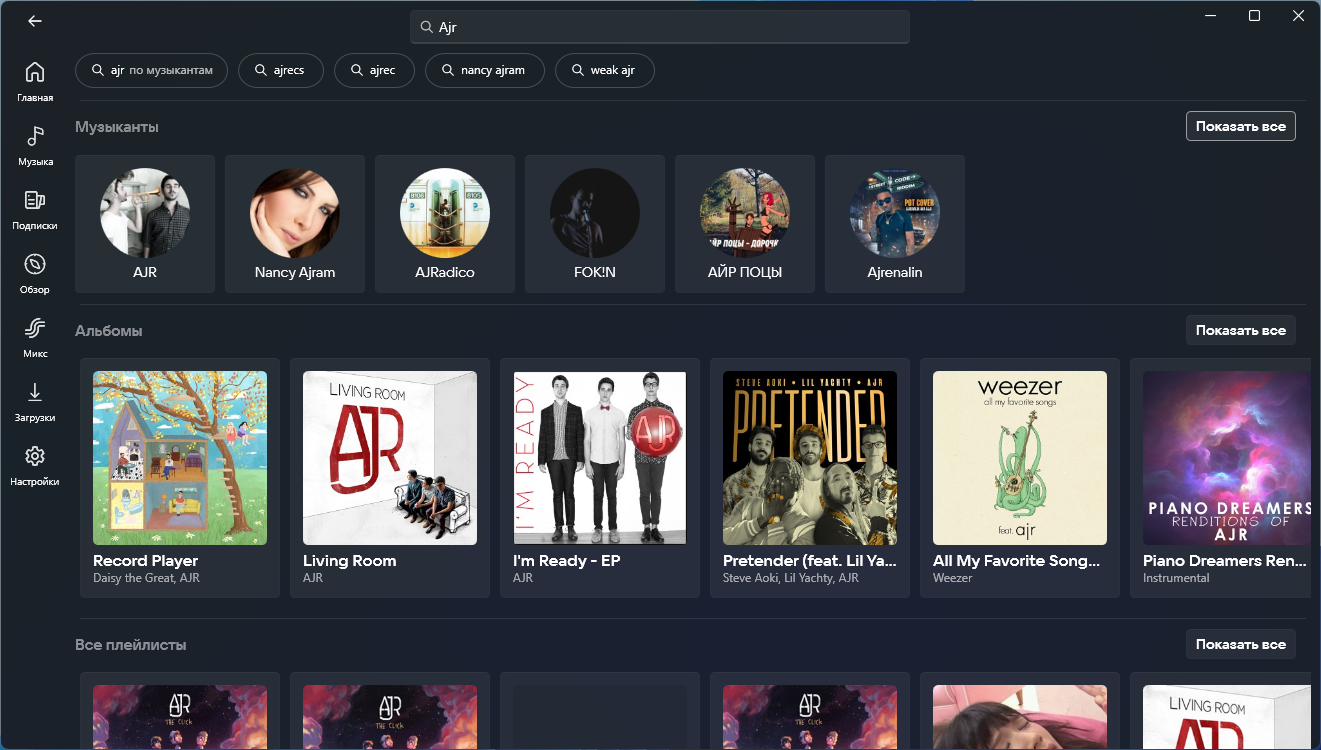 Ajr
ajr по музыкантам
ajrecs
ajrec
nancy ajram
weak ajr
Главная
Музыка
Подписки
Обзор
Микс
Загрузки
Настройки
Музыканты
Показать все
AJR
Nancy Ajram
AJRadico
FOK!N
АЙР ПОЦЫ
Ajrenalin
Альбомы
Показать все
LIVING ROOM
AJR
I'M READY
AJR
STEVE AOKI • LIL YACHTY • AJR
PRETENDER
weezer
all my favorite songs
feat. ajr
PIANO DREAMERS
RENDITIONS OF
AJR
Record Player
Daisy the Great, AJR
Living Room
AJR
I'm Ready - EP
AJR
Pretender (feat. Lil Ya...
Steve Aoki, Lil Yachty, AJR
All My Favorite Song...
Weezer
Piano Dreamers Ren...
Instrumental
Все плейлисты
Показать все
AJR
THE CLICK
AJR
THE CLICK
AJR
THE CLICK
LIVING ROOM
AJR